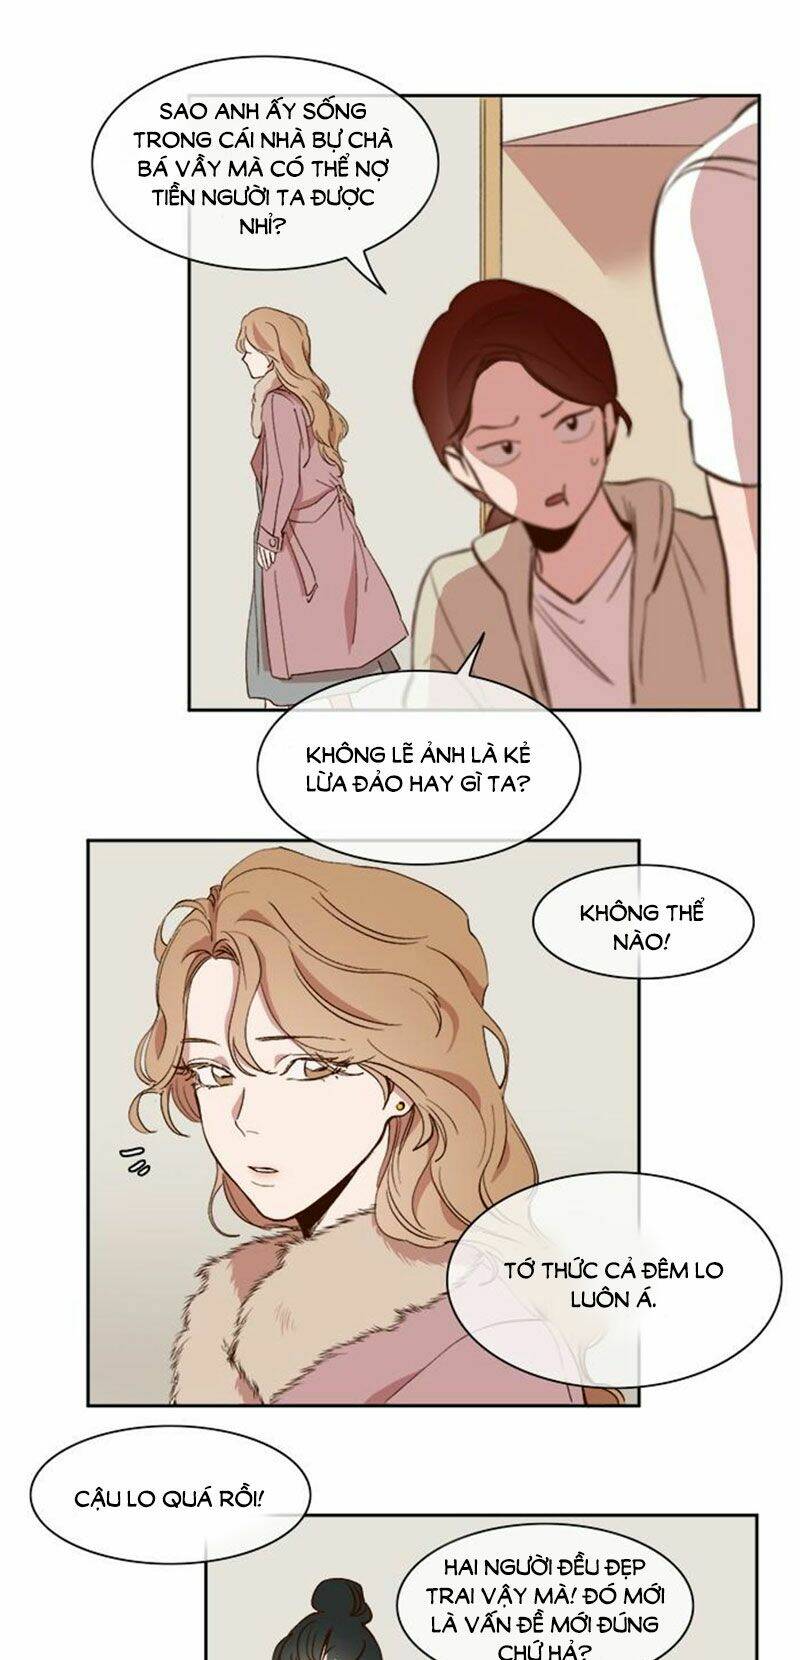 SAO ANH ẤY SỐNG
TRONG CÁI NHÀ BỰ CHÀ
BÁ VẦY MÀ CÓ THỂ NỢ
TIỀN NGƯỜI TA ĐƯỢC
NHỈ?
KHÔNG LẼ ẢNH LÀ KẺ
LỪA ĐẢO HAY GÌ TA?
KHÔNG THỂ
NÀO!
TỚ THỨC CẢ ĐÊM LO
LUÔN Á.
CẬU LO QUÁ RỒI!
HAI NGƯỜI ĐỀU ĐẸP
TRAI VẬY MÀ! ĐÓ MỚI
LÀ VẤN ĐỀ MỚI ĐÚNG
CHỨ HẢ?